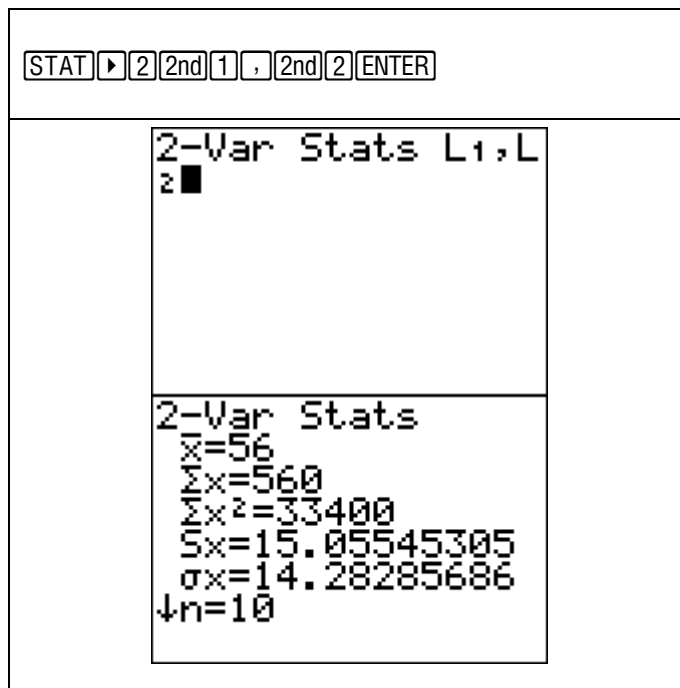 STAT ▸ 2 2nd 1 , 2nd 2 ENTER
2-Var Stats L₁,L
₂
2-Var Stats
x̄=56
Σx=560
Σx²=33400
Sx=15.05545305
σx=14.28285686
↓n=10